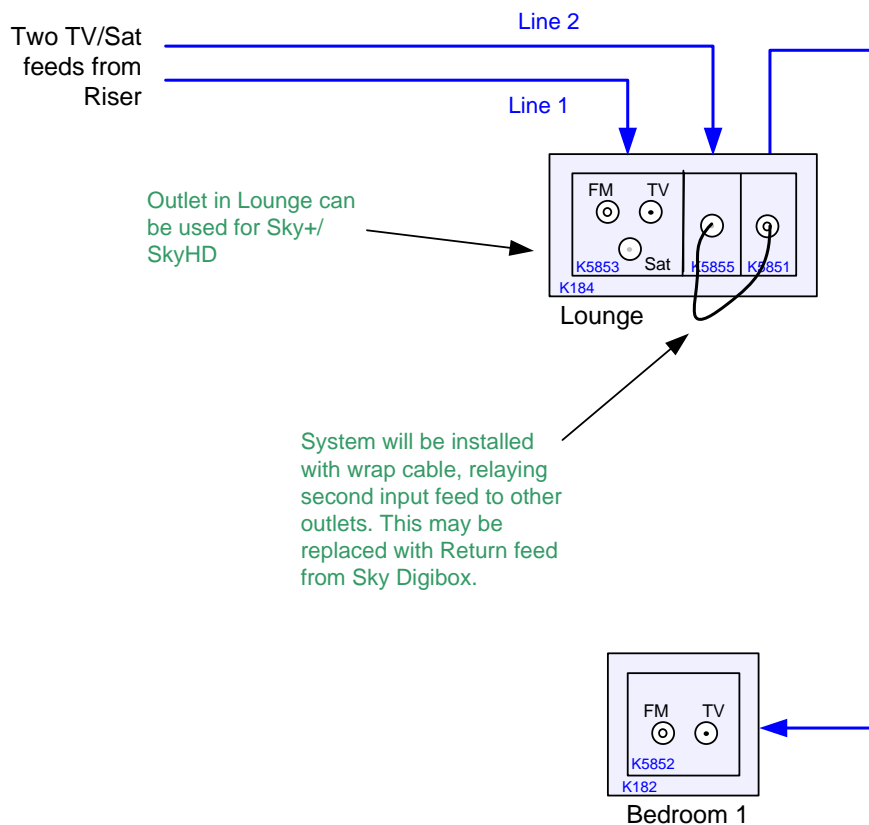 Two TV/Sat
feeds from
Riser
Line 2
Line 1
Outlet in Lounge can
be used for Sky+/
SkyHD
FM
TV
Sat
K5853
K5855
K5851
K184
Lounge
System will be installed
with wrap cable, relaying
second input feed to other
outlets. This may be
replaced with Return feed
from Sky Digibox.
FM
TV
K5852
K182
Bedroom 1